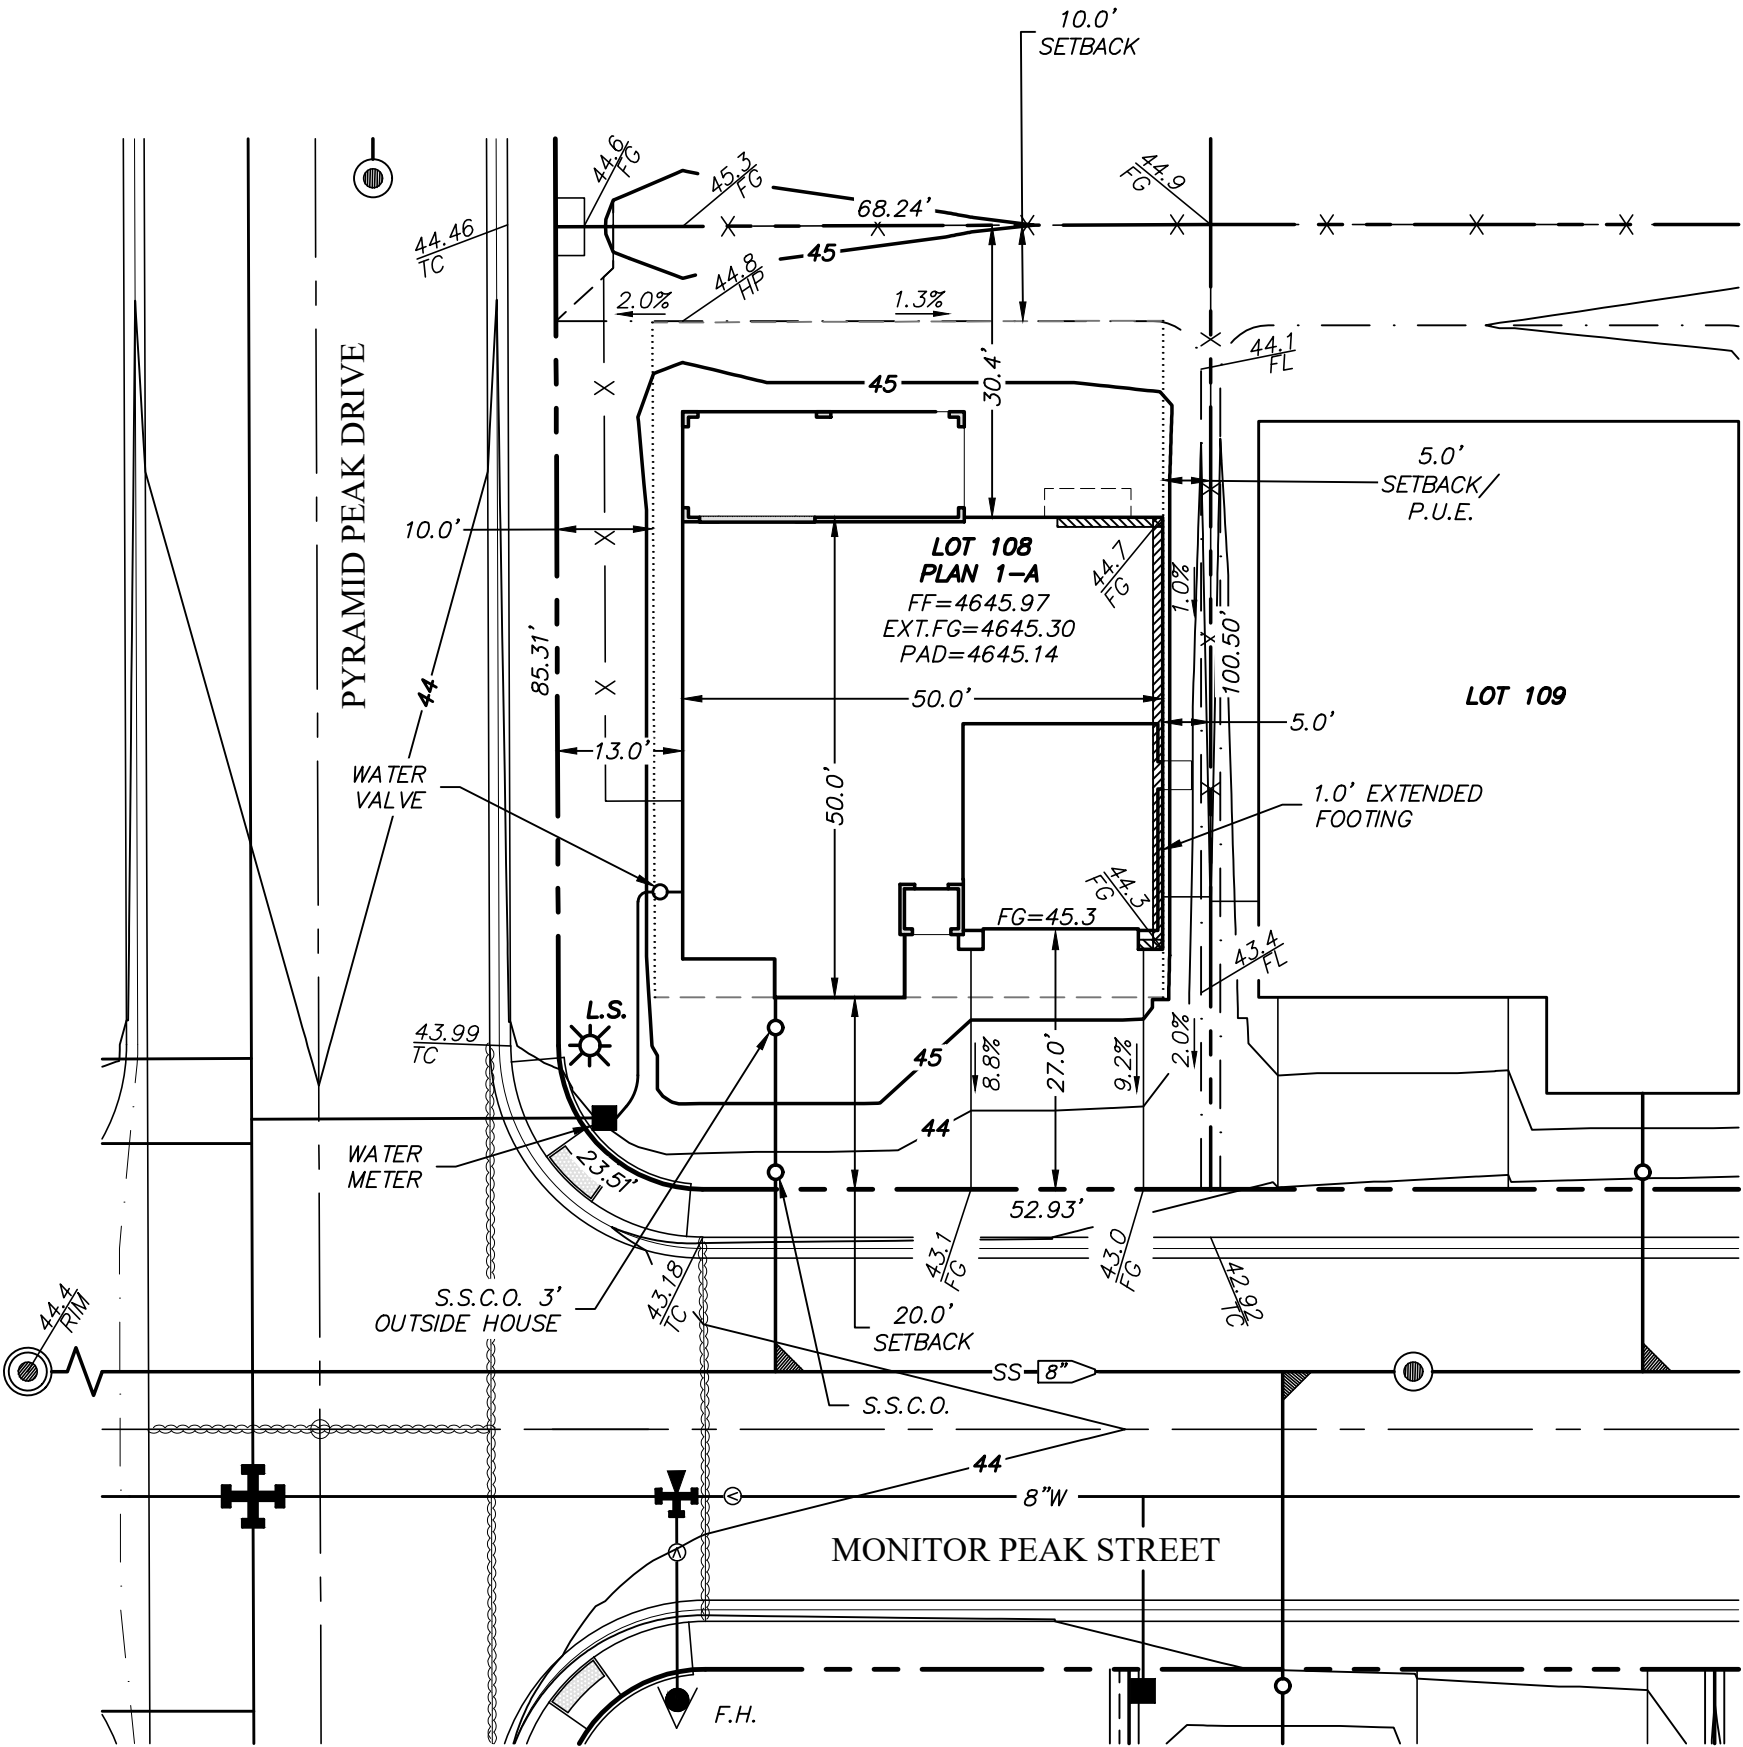 10.0'
SETBACK
44.6
FG
45.3
FG
44.9
FG
68.24'
44.46
TC
45
44.8
HP
2.0%
1.3%
44.1
FL
30.4'
45
PYRAMID PEAK DRIVE
5.0'
SETBACK/
P.U.E.
10.0'
LOT 108
PLAN 1-A
FF=4645.97
EXT.FG=4645.30
PAD=4645.14
44.7
FG
1.0%
100.50'
85.31'
44
50.0'
LOT 109
5.0'
13.0'
WATER
VALVE
50.0'
1.0' EXTENDED
FOOTING
44.3
FG
FG=45.3
43.4
FL
L.S.
43.99
TC
45
8.8%
27.0'
9.2%
2.0%
44
WATER
METER
23.51'
52.93'
43.1
FG
43.0
FG
42.92
TC
43.18
TC
44.4
RIM
S.S.C.O. 3'
OUTSIDE HOUSE
20.0'
SETBACK
SS
8"
S.S.C.O.
44
8"W
MONITOR PEAK STREET
F.H.